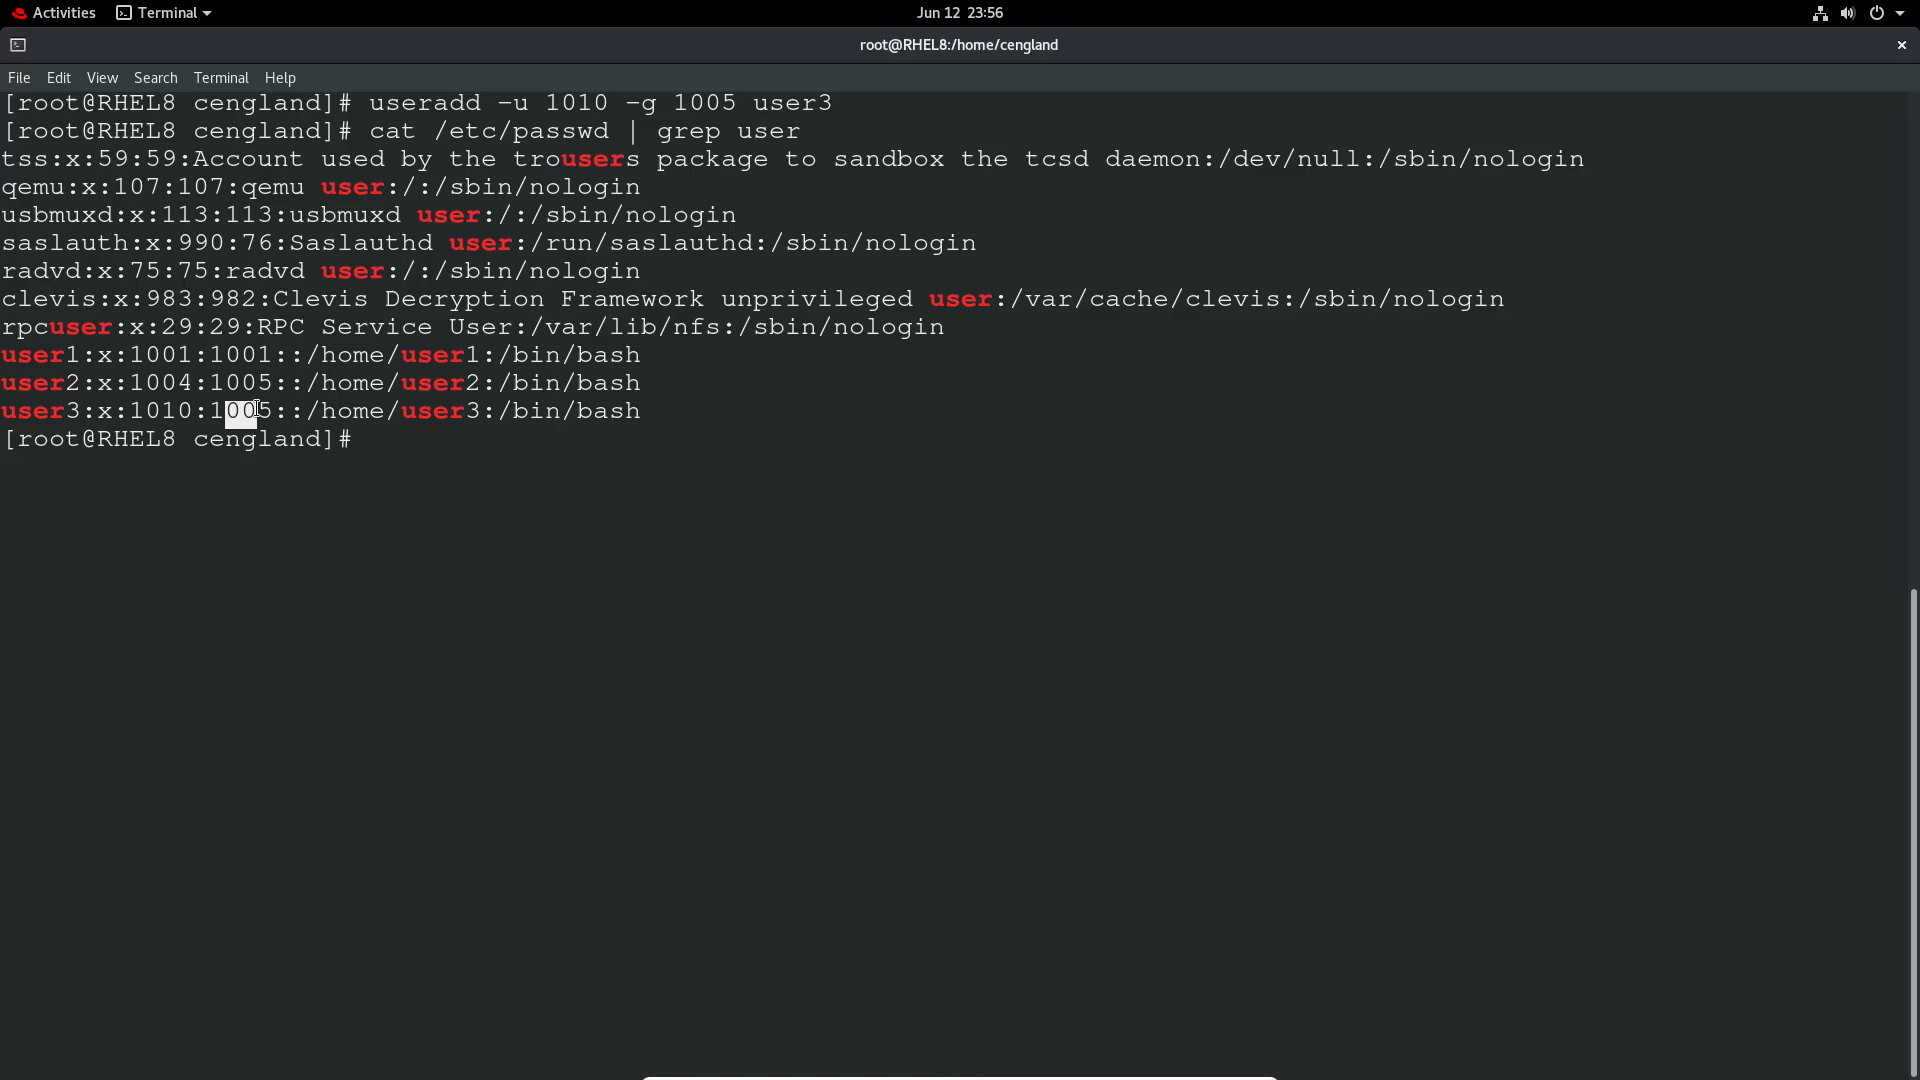 Activities Terminal Jun 12 23:56
root@RHEL8:/home/cengland
File Edit View Search Terminal Help
[root@RHEL8 cengland]# useradd -u 1010 -g 1005 user3
[root@RHEL8 cengland]# cat /etc/passwd | grep user
tss:x:59:59:Account used by the trousers package to sandbox the tcsd daemon:/dev/null:/sbin/nologin
qemu:x:107:107:qemu user:/:/sbin/nologin
usbmuxd:x:113:113:usbmuxd user:/:/sbin/nologin
saslauth:x:990:76:Saslauthd user:/run/saslauthd:/sbin/nologin
radvd:x:75:75:radvd user:/:/sbin/nologin
clevis:x:983:982:Clevis Decryption Framework unprivileged user:/var/cache/clevis:/sbin/nologin
rpcuser:x:29:29:RPC Service User:/var/lib/nfs:/sbin/nologin
user1:x:1001:1001::/home/user1:/bin/bash
user2:x:1004:1005::/home/user2:/bin/bash
user3:x:1010:1005::/home/user3:/bin/bash
[root@RHEL8 cengland]#